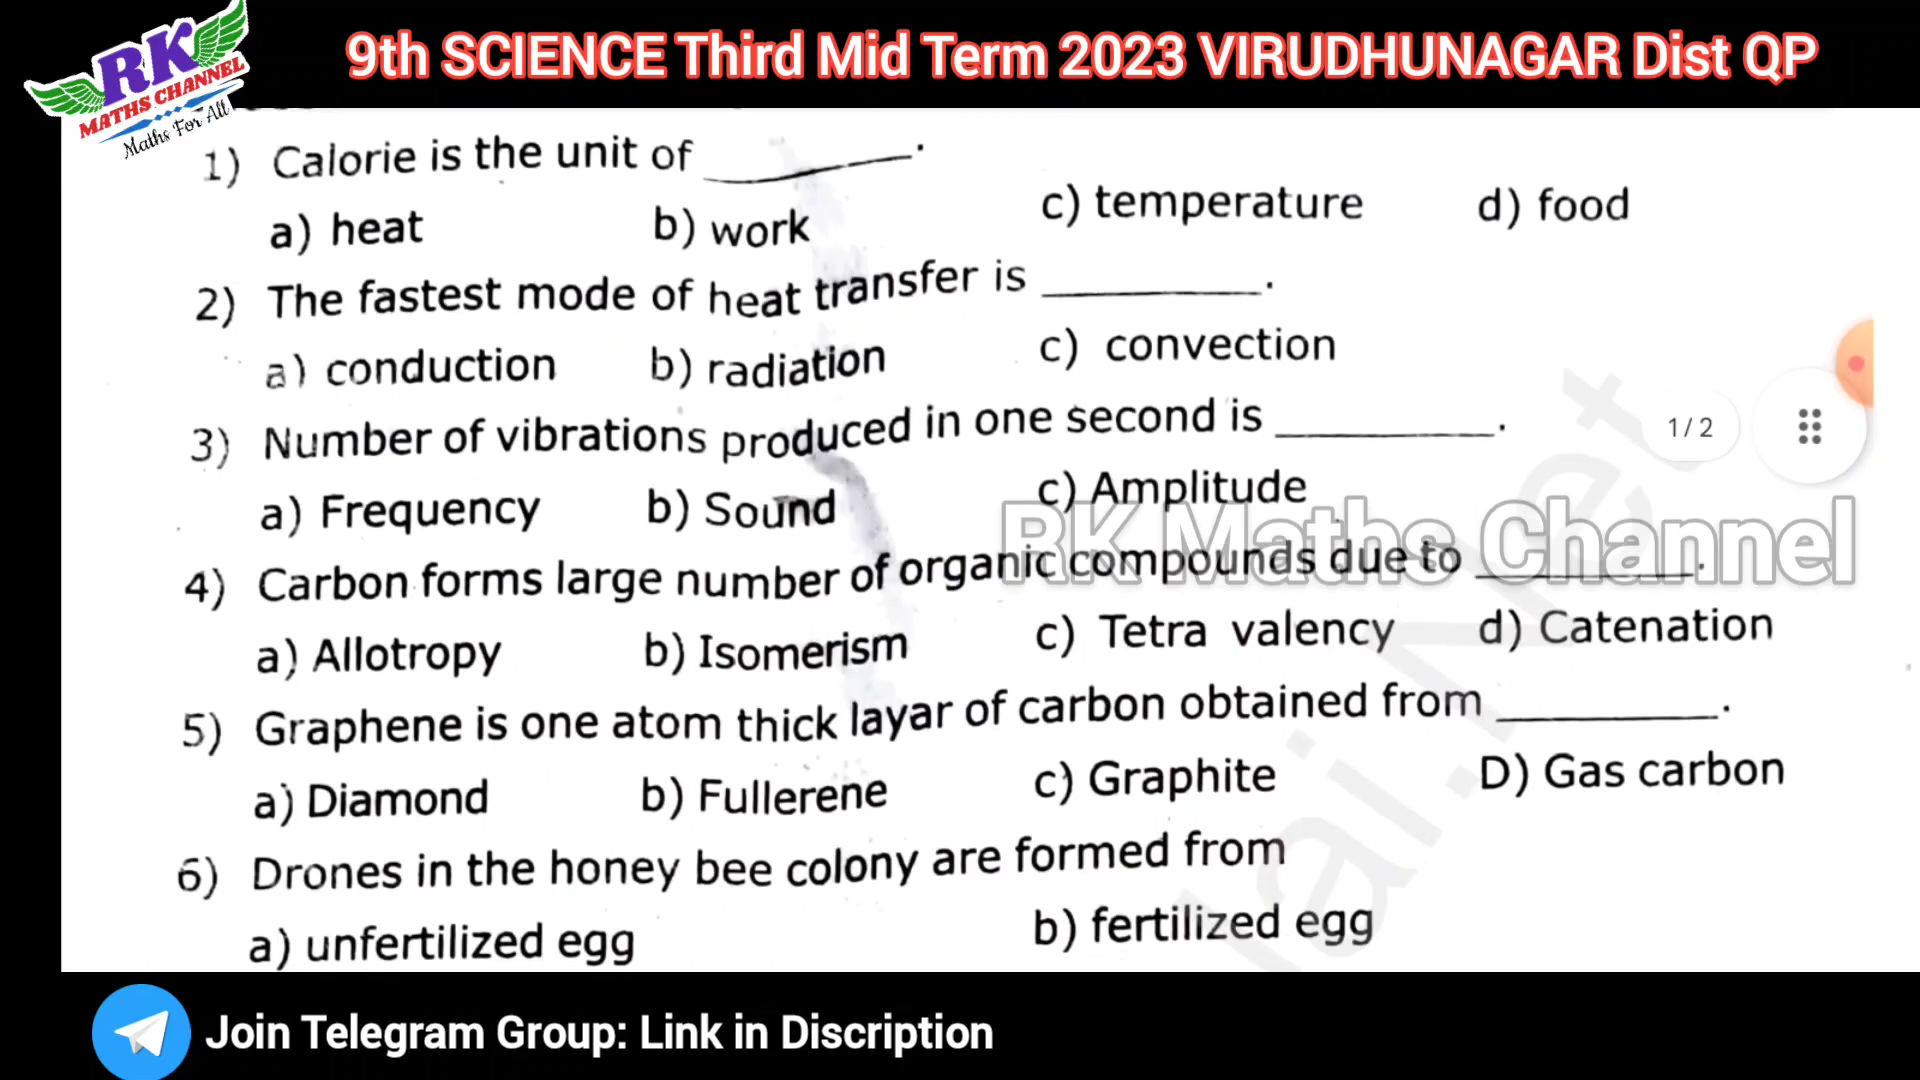 RK
MATHS CHANNEL
Maths For All
9th SCIENCE Third Mid Term 2023 VIRUDHUNAGAR Dist QP
1) Calorie is the unit of ________.
a) heat b) work c) temperature d) food
2) The fastest mode of heat transfer is ________.
a) conduction b) radiation c) convection
3) Number of vibrations produced in one second is ________.
1 / 2
a) Frequency b) Sound c) Amplitude
RK Maths Channel
4) Carbon forms large number of organic compounds due to ________.
a) Allotropy b) Isomerism c) Tetra valency d) Catenation
5) Graphene is one atom thick layar of carbon obtained from ________.
a) Diamond b) Fullerene c) Graphite D) Gas carbon
6) Drones in the honey bee colony are formed from
a) unfertilized egg b) fertilized egg
Join Telegram Group: Link in Discription